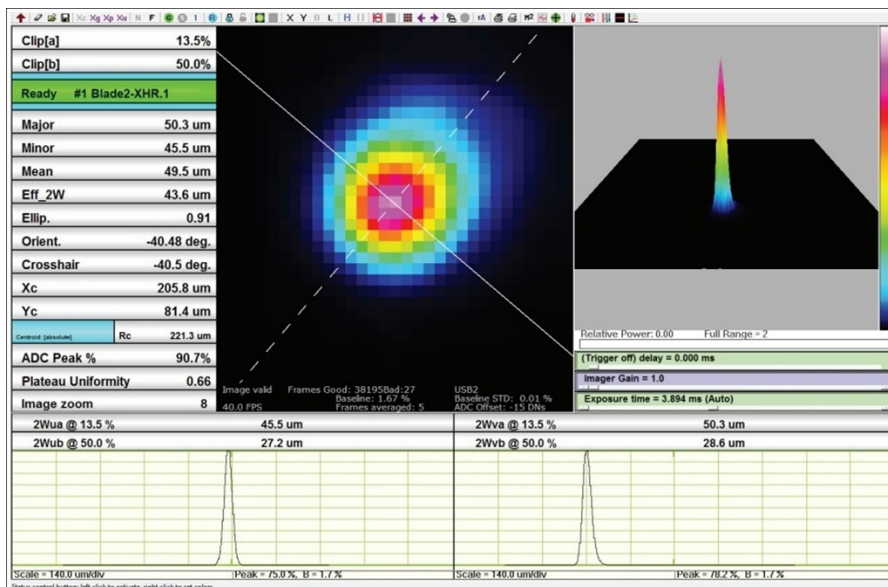 Xc Xg Xp Xu N F G S 1 R X Y B L H rA m2
Clip[a] 13.5%
Clip[b] 50.0%
Ready #1 Blade2-XHR.1
Major 50.3 um
Minor 45.5 um
Mean 49.5 um
Eff_2W 43.6 um
Ellip. 0.91
Orient. -40.48 deg.
Crosshair -40.5 deg.
Xc 205.8 um
Yc 81.4 um
Centroid: [absolute] Rc 221.3 um
ADC Peak % 90.7%
Plateau Uniformity 0.66
Image zoom 8
Image valid Frames Good: 38195Bad:27 USB2
Baseline: 1.67 % Baseline STD: 0.01 %
40.0 FPS Frames averaged: 5 ADC Offset: -15 DNs
Relative Power: 0.00 Full Range = 2
(Trigger off) delay = 0.000 ms
Imager Gain = 1.0
Exposure time = 3.894 ms (Auto)
2Wua @ 13.5 % 45.5 um 2Wva @ 13.5 % 50.3 um
2Wub @ 50.0 % 27.2 um 2Wvb @ 50.0 % 28.6 um
Scale = 140.0 um/div Peak = 75.0 %, B = 1.7 % Scale = 140.0 um/div Peak = 78.2 %, B = 1.7 %